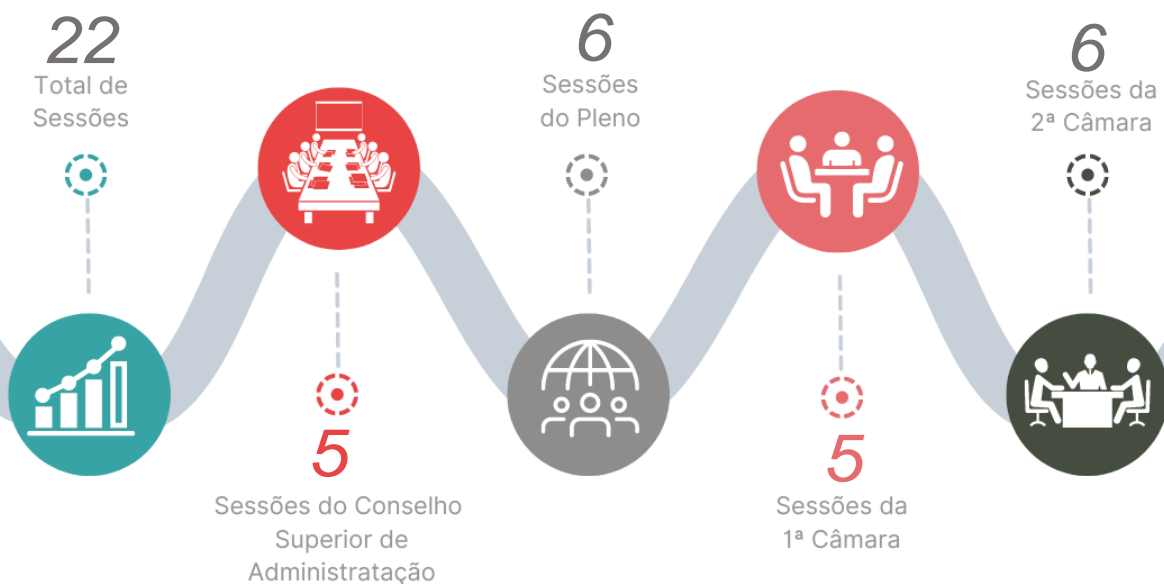 22
Total de
Sessões
5
Sessões do Conselho
Superior de
Administratação
6
Sessões
do Pleno
5
Sessões da
1ª Câmara
6
Sessões da
2ª Câmara